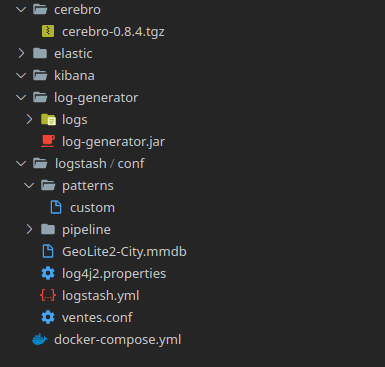 cerebro
cerebro-0.8.4.tgz
elastic
kibana
log-generator
logs
log-generator.jar
logstash / conf
patterns
custom
pipeline
GeoLite2-City.mmdb
log4j2.properties
logstash.yml
ventes.conf
docker-compose.yml